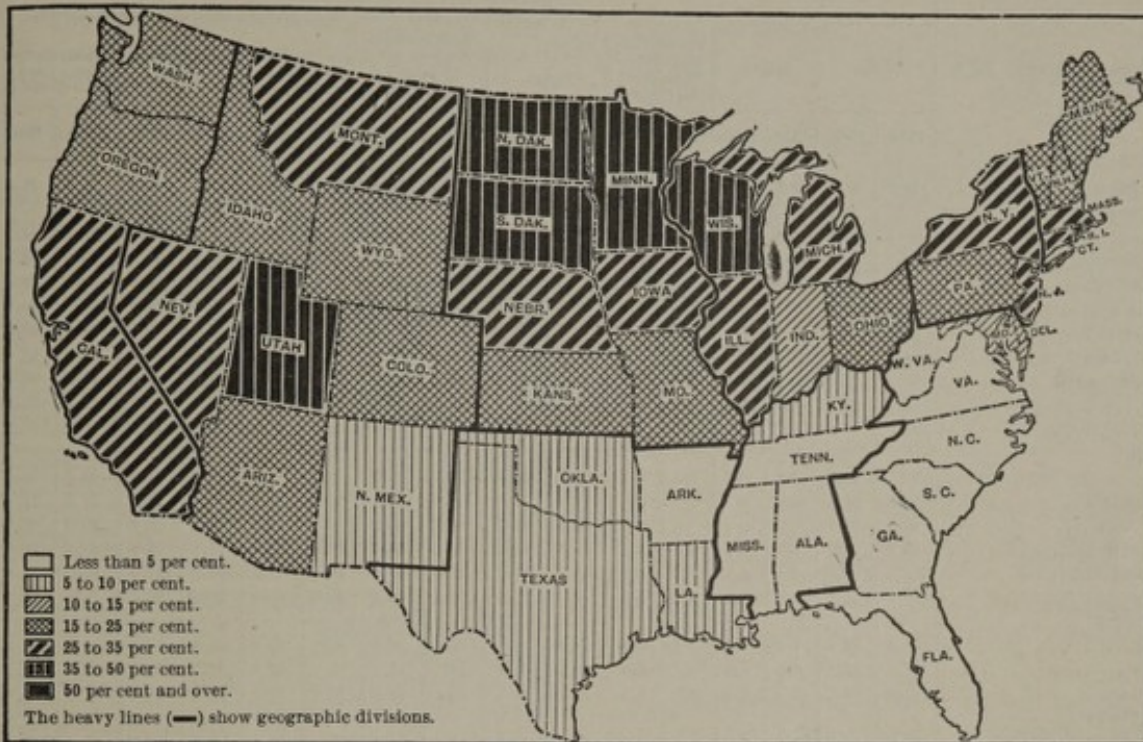 WASH.
MONT.
N. DAK.
MINN.
MAINE
OREGON
IDAHO
S. DAK.
WIS.
VT.
N.H.
MASS.
N. Y.
R. I.
CT.
WYO.
MICH.
NEV.
NEBR.
IOWA
PA.
N. J.
CAL.
UTAH
COLO.
ILL.
IND.
OHIO
DEL.
MD.
W. VA.
VA.
KANS.
MO.
KY.
ARIZ.
N. MEX.
OKLA.
ARK.
TENN.
N. C.
S. C.
TEXAS
LA.
MISS.
ALA.
GA.
FLA.
Less than 5 per cent.
5 to 10 per cent.
10 to 15 per cent.
15 to 25 per cent.
25 to 35 per cent.
35 to 50 per cent.
50 per cent and over.
The heavy lines (▬) show geographic divisions.